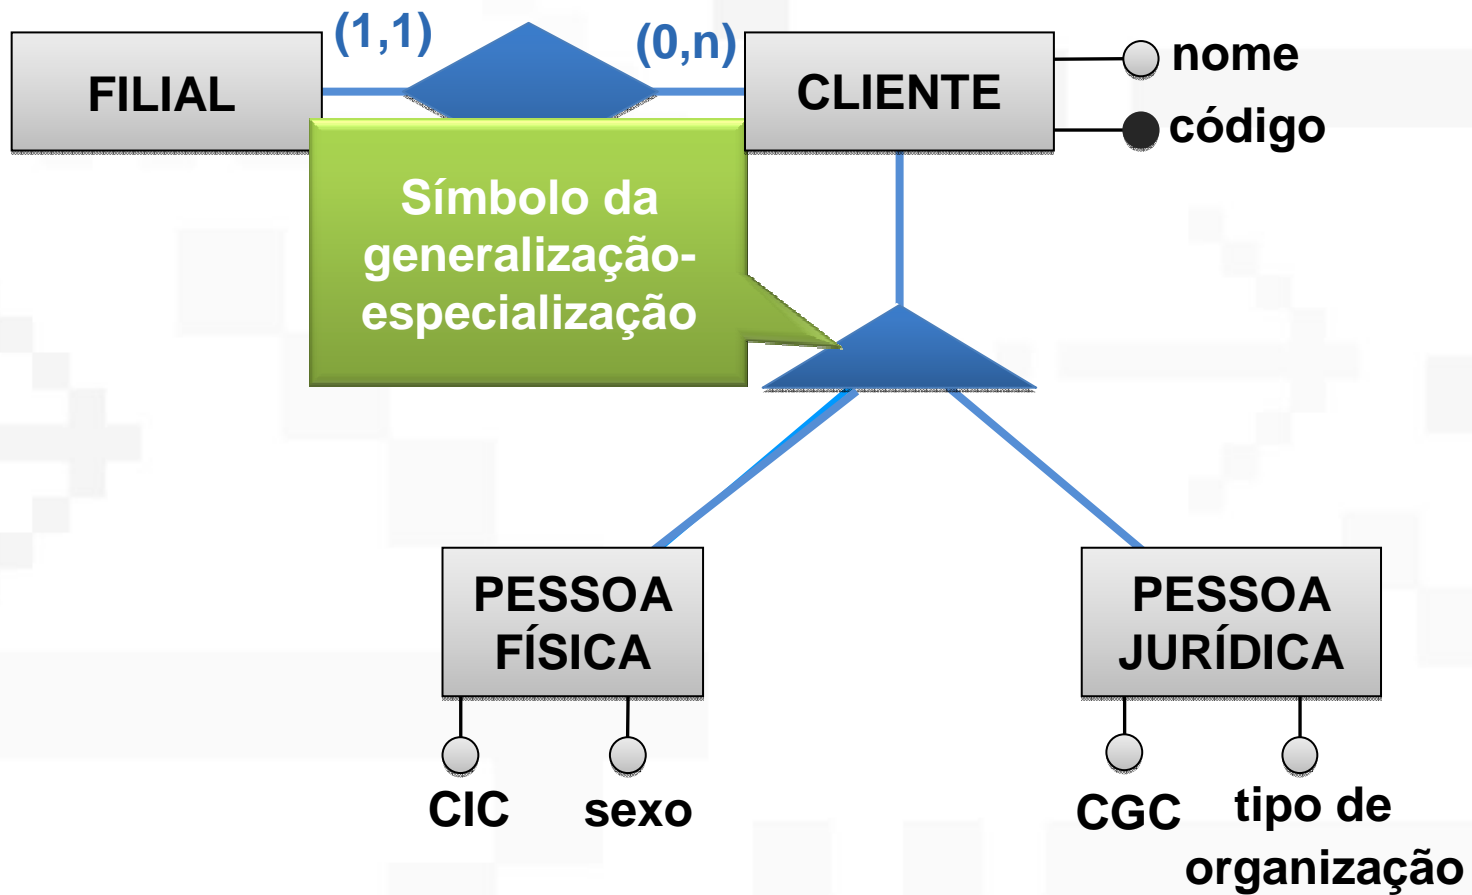 (1,1)
(0,n)
FILIAL
CLIENTE
nome
código
Símbolo da
generalização-
especialização
PESSOA
FÍSICA
PESSOA
JURÍDICA
CIC
sexo
CGC
tipo de
organização